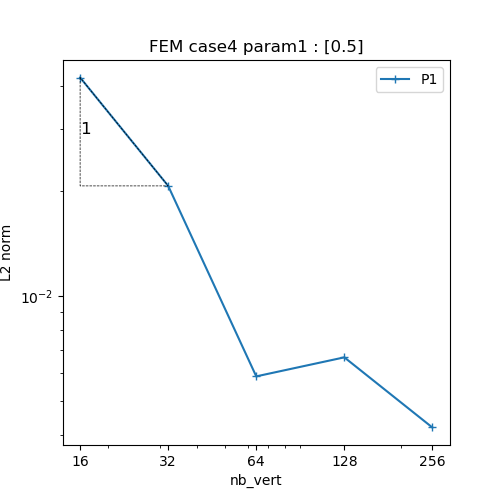 FEM case4 param1 : [0.5]
P1
1
L2 norm
10⁻²
16 32 64 128 256
nb_vert